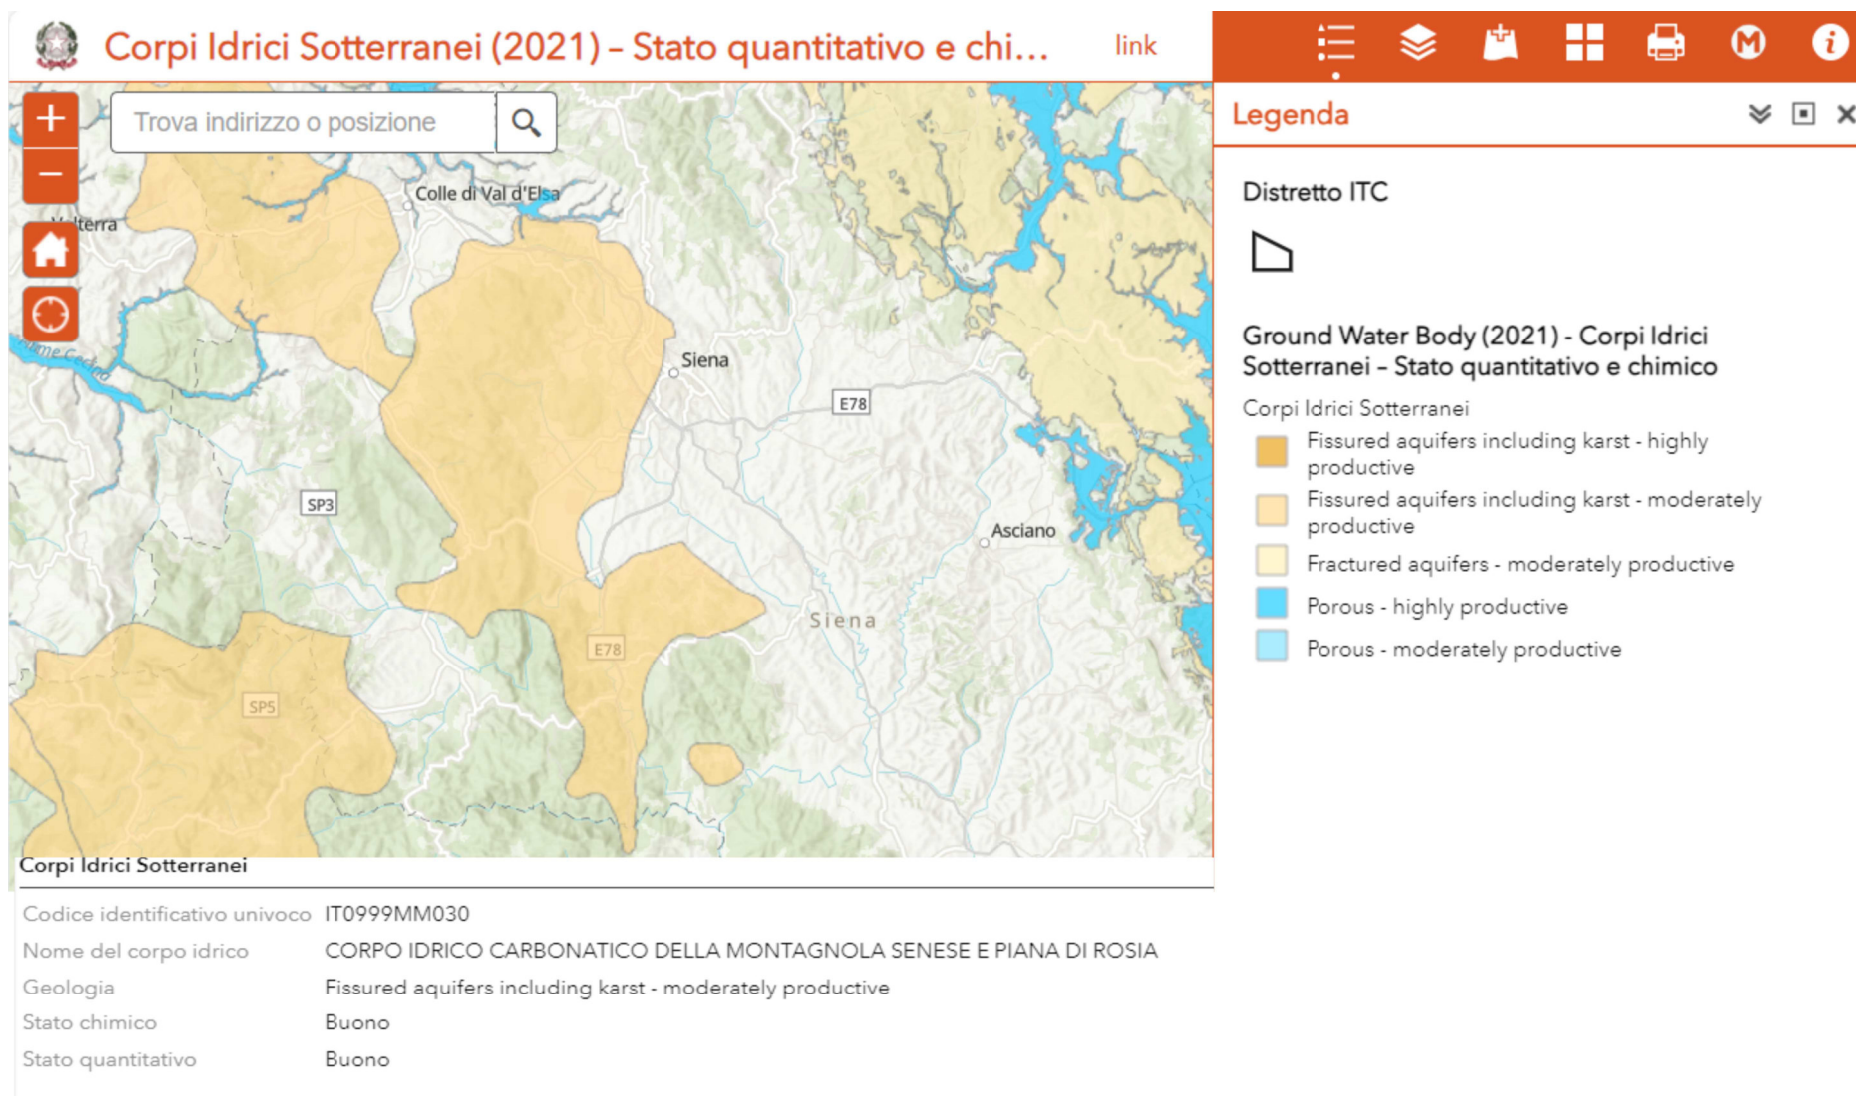 Corpi Idrici Sotterranei (2021) – Stato quantitativo e chi...
link
Trova indirizzo o posizione
Colle di Val d'Elsa
terra
Siena
E78
SP3
Asciano
Siena
E78
SP5
Legenda
Distretto ITC
Ground Water Body (2021) - Corpi Idrici
Sotterranei – Stato quantitativo e chimico
Corpi Idrici Sotterranei
Fissured aquifers including karst - highly
productive
Fissured aquifers including karst - moderately
productive
Fractured aquifers - moderately productive
Porous - highly productive
Porous - moderately productive
Corpi Idrici Sotterranei
Codice identificativo univoco IT0999MM030
Nome del corpo idrico CORPO IDRICO CARBONATICO DELLA MONTAGNOLA SENESE E PIANA DI ROSIA
Geologia Fissured aquifers including karst - moderately productive
Stato chimico Buono
Stato quantitativo Buono